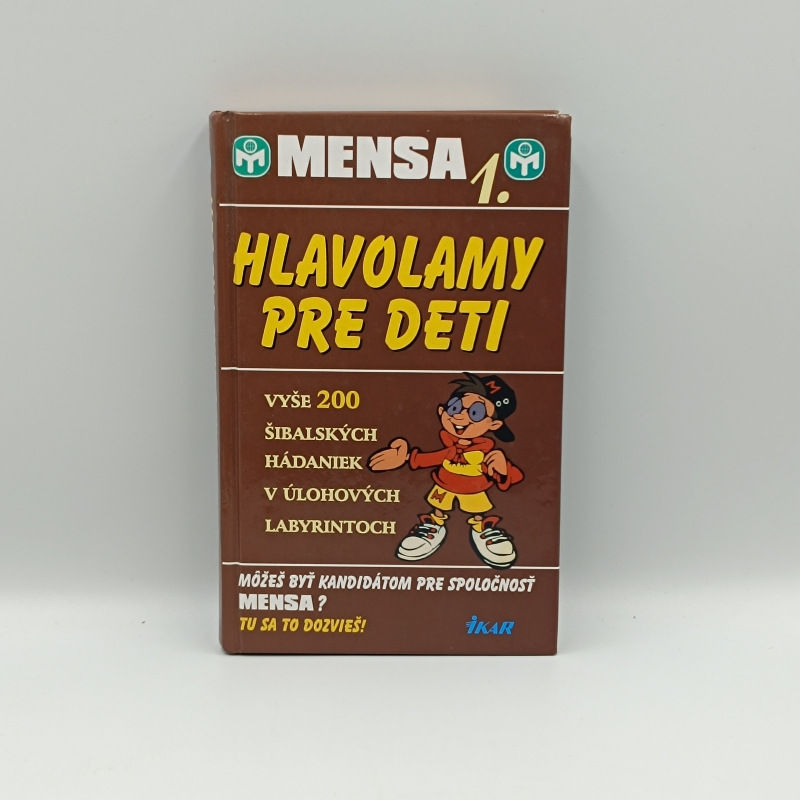 MENSA 1.
HLAVOLAMY
PRE DETI
VYŠE 200
ŠIBALSKÝCH
HÁDANIEK
V ÚLOHOVÝCH
LABYRINTOCH
M
M
MÔŽEŠ BYŤ KANDIDÁTOM PRE SPOLOČNOSŤ
MENSA?
TU SA TO DOZVIEŠ!
IKAR